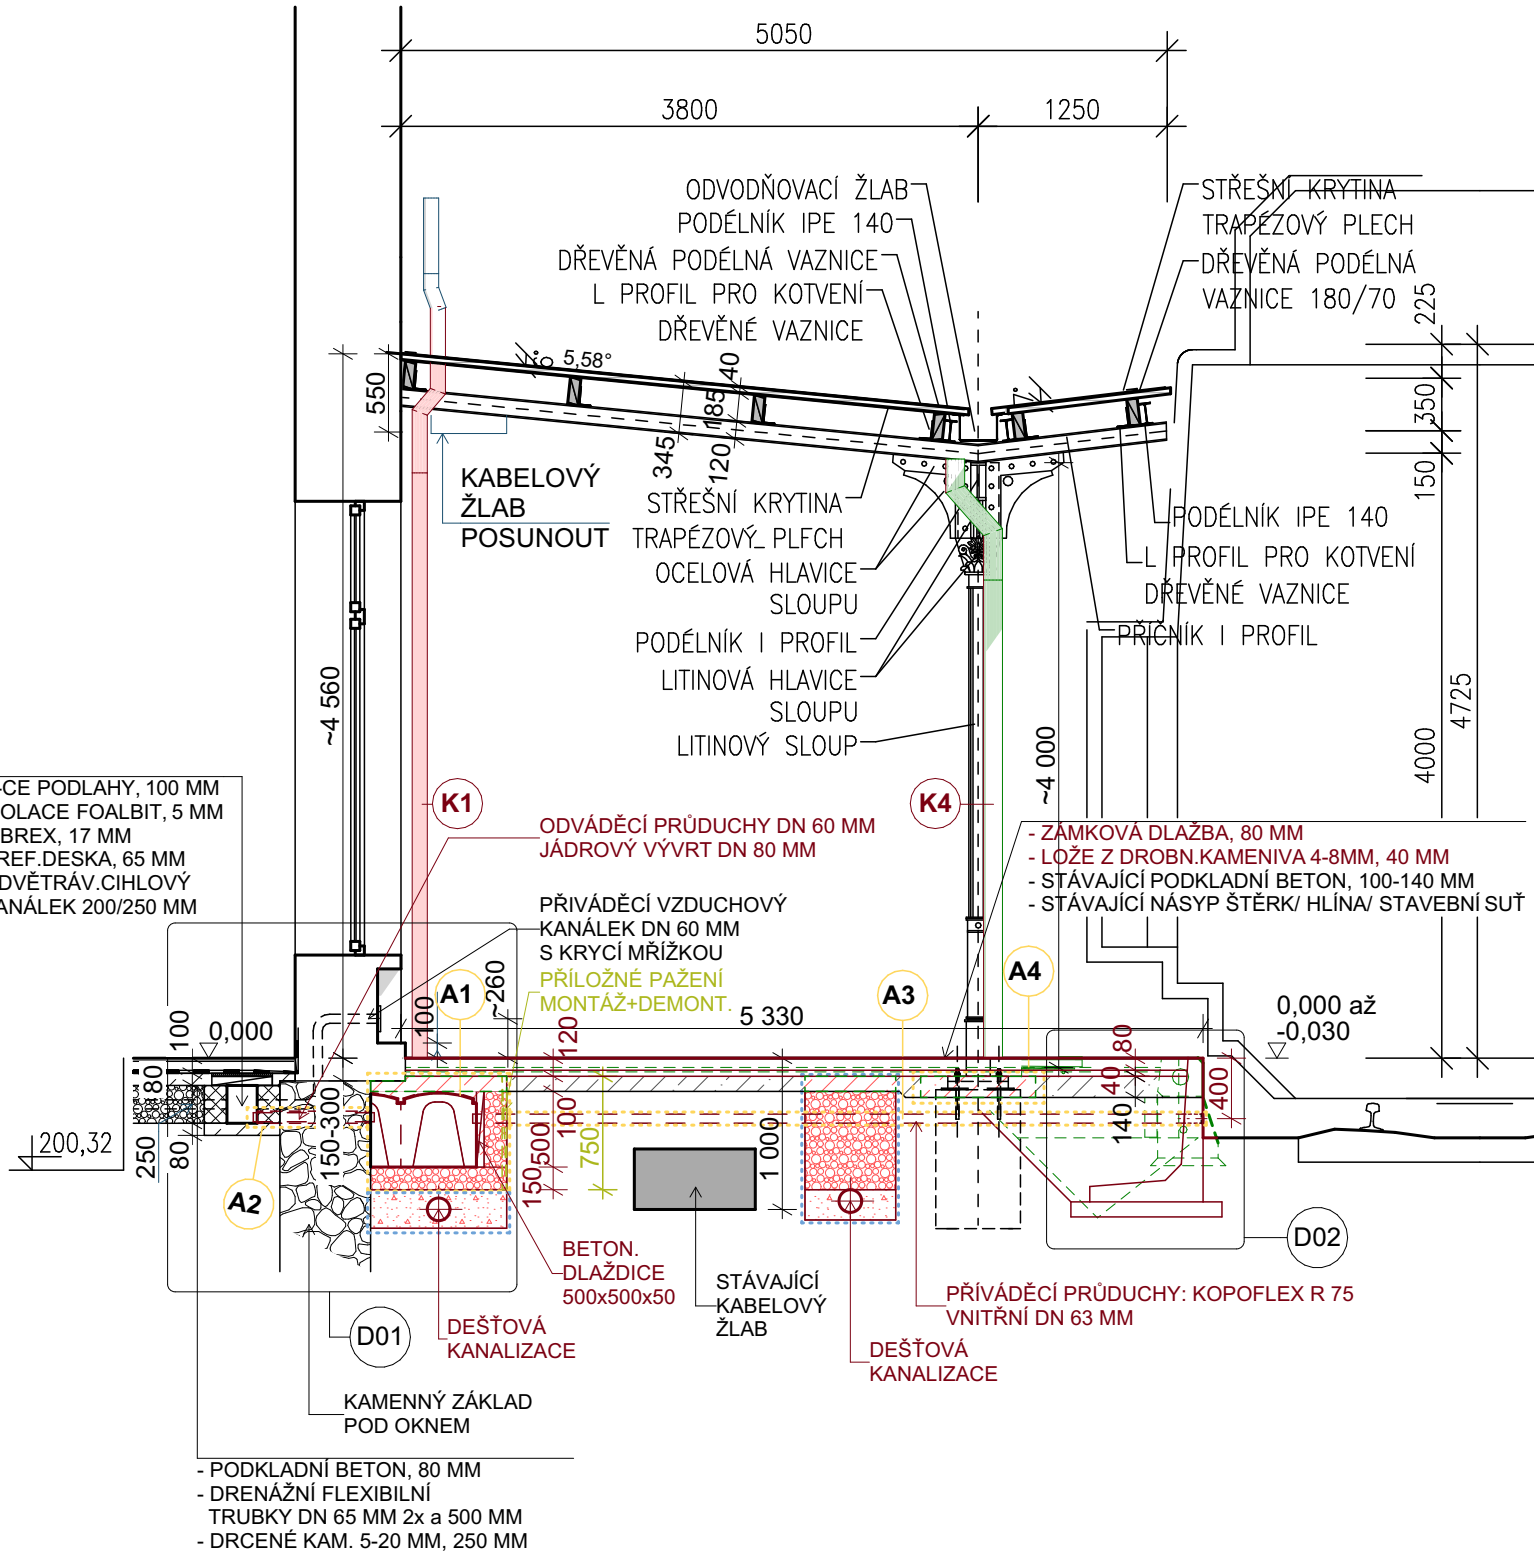 5050
3800
1250
ODVODŇOVACÍ ŽLAB
PODÉLNÍK IPE 140
DŘEVĚNÁ PODÉLNÁ VAZNICE
L PROFIL PRO KOTVENÍ
DŘEVĚNÉ VAZNICE
STŘEŠNÍ KRYTINA
TRAPÉZOVÝ PLECH
DŘEVĚNÁ PODÉLNÁ
VAZNICE 180/70
225
350
150
4000
4725
5,58°
550
40
185
345
120
KABELOVÝ
ŽLAB
POSUNOUT
STŘEŠNÍ KRYTINA
TRAPÉZOVÝ PLFCH
OCELOVÁ HLAVICE
SLOUPU
PODÉLNÍK I PROFIL
LITINOVÁ HLAVICE
SLOUPU
LITINOVÝ SLOUP
PODÉLNÍK IPE 140
L PROFIL PRO KOTVENÍ
DŘEVĚNÉ VAZNICE
PŘÍČNÍK I PROFIL
~4 560
~4 000
-CE PODLAHY, 100 MM
OLACE FOALBIT, 5 MM
BREX, 17 MM
REF.DESKA, 65 MM
DVĚTRÁV.CIHLOVÝ
ANÁLEK 200/250 MM
K1
K4
ODVÁDĚCÍ PRŮDUCHY DN 60 MM
JÁDROVÝ VÝVRT DN 80 MM
PŘIVÁDĚCÍ VZDUCHOVÝ
KANÁLEK DN 60 MM
S KRYCÍ MŘÍŽKOU
PŘÍLOŽNÉ PAŽENÍ
MONTÁŽ+DEMONT.
- ZÁMKOVÁ DLAŽBA, 80 MM
- LOŽE Z DROBN.KAMENIVA 4-8MM, 40 MM
- STÁVAJÍCÍ PODKLADNÍ BETON, 100-140 MM
- STÁVAJÍCÍ NÁSYP ŠTĚRK/ HLÍNA/ STAVEBNÍ SUŤ
A1
A3
A4
~260
100
100
0,000
5 330
0,000 až
-0,030
120
80
40
140
400
80
250
80
200,32
150-300
100
500
150
750
1 000
A2
D01
D02
BETON.
DLAŽDICE
500x500x50
STÁVAJÍCÍ
KABELOVÝ
ŽLAB
PŘÍVÁDĚCÍ PRŮDUCHY: KOPOFLEX R 75
VNITŘNÍ DN 63 MM
DEŠŤOVÁ
KANALIZACE
DEŠŤOVÁ
KANALIZACE
KAMENNÝ ZÁKLAD
POD OKNEM
- PODKLADNÍ BETON, 80 MM
- DRENÁŽNÍ FLEXIBILNÍ
TRUBKY DN 65 MM 2x a 500 MM
- DRCENÉ KAM. 5-20 MM, 250 MM